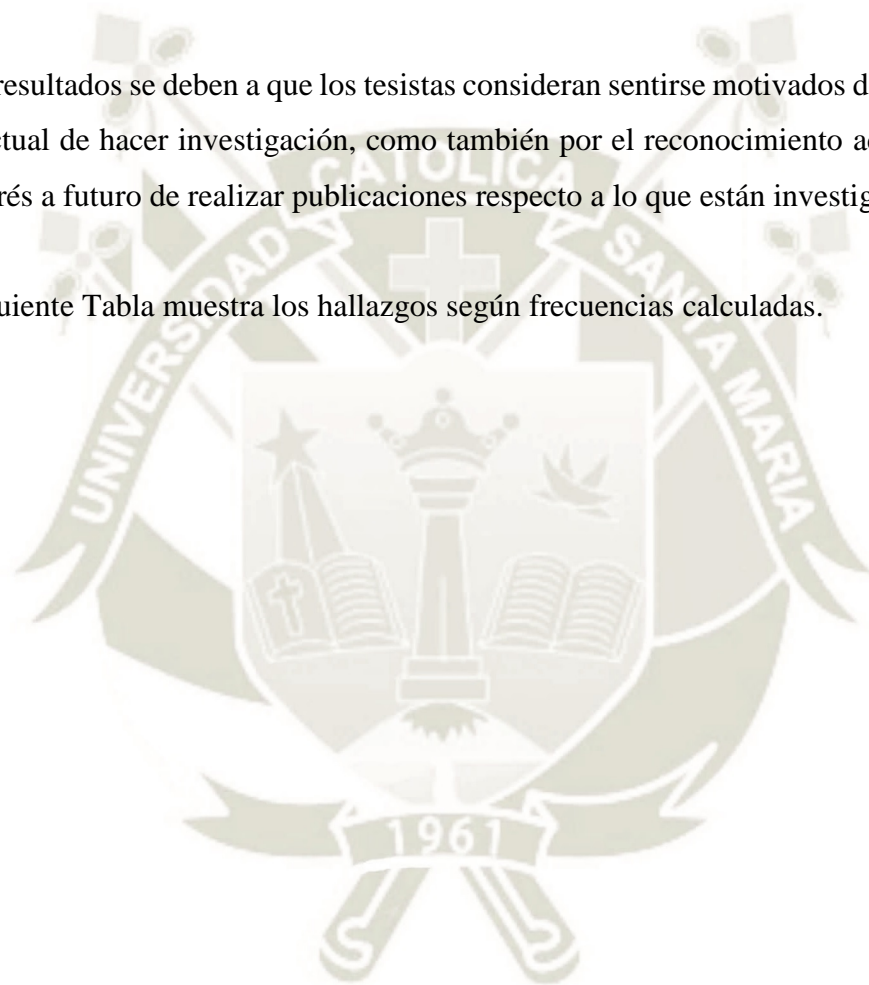 resultados se deben a que los tesistas consideran sentirse motivados d
ctual de hacer investigación, como también por el reconocimiento a
rés a futuro de realizar publicaciones respecto a lo que están investig
uiente Tabla muestra los hallazgos según frecuencias calculadas.
UNIVERSIDAD CATOLICA SANTA MARIA
1961